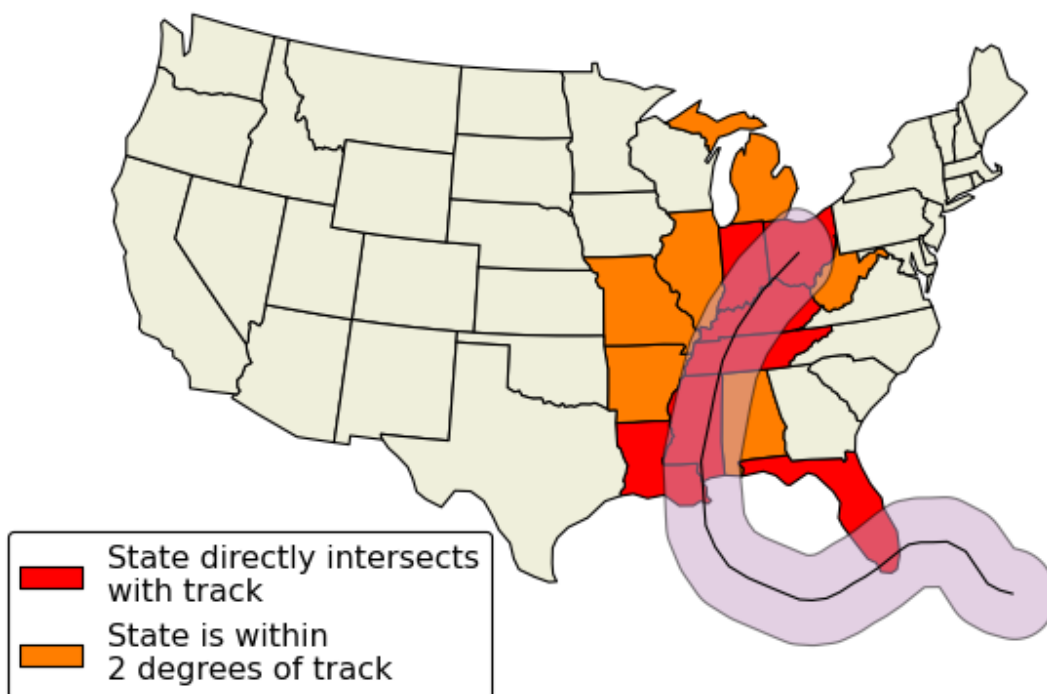 State directly intersects
with track
State is within
2 degrees of track